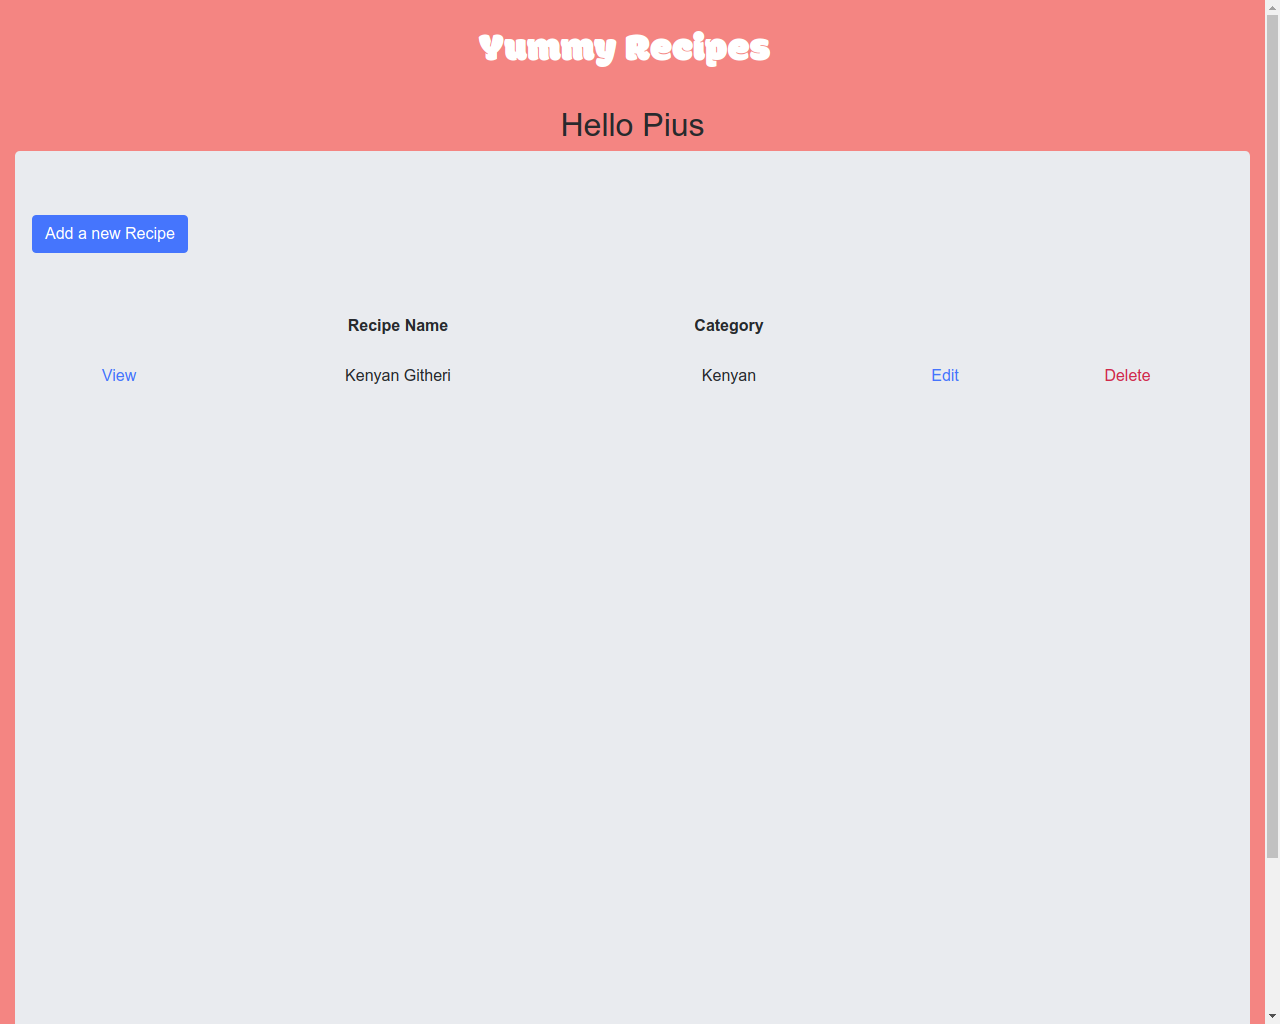 Yummy Recipes
Hello Pius
Add a new Recipe
Recipe Name Category
View Kenyan Githeri Kenyan Edit Delete